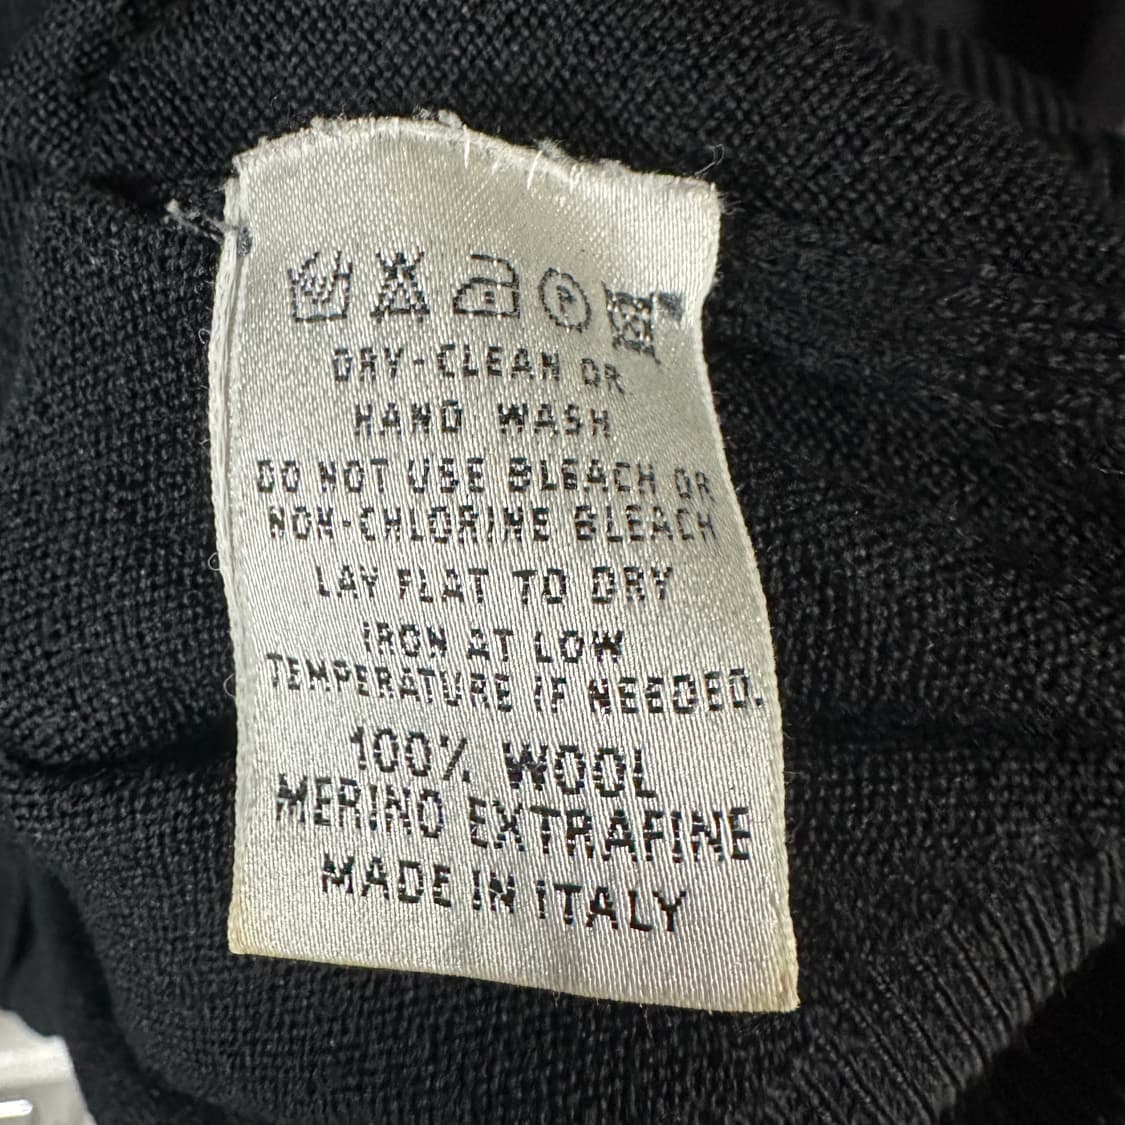 P
DRY-CLEAN OR
HAND WASH
DO NOT USE BLEACH OR
NON-CHLORINE BLEACH
LAY FLAT TO DRY
IRON AT LOW
TEMPERATURE IF NEEDED.
100% WOOL
MERINO EXTRAFINE
MADE IN ITALY